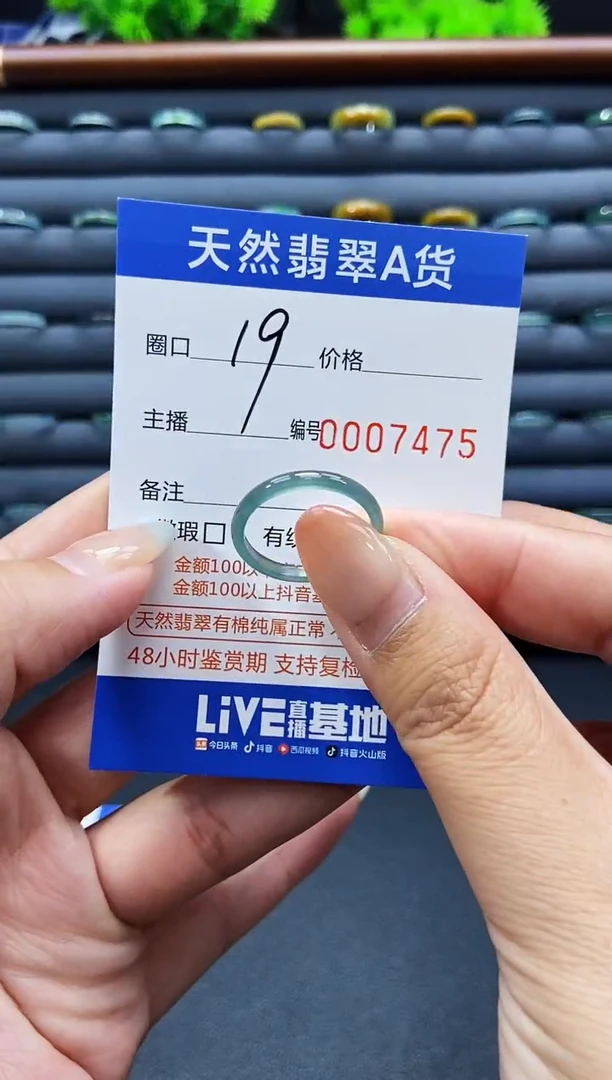 天然翡翠A货
圈口 19 价格
主播 编号0007475
备注
瑕 有
金额100以
金额100以上抖音
天然翡翠有棉纯属正常
48小时鉴赏期 支持复检
LiVE直播基地
头条 今日头条 抖音 西瓜视频 抖音火山版